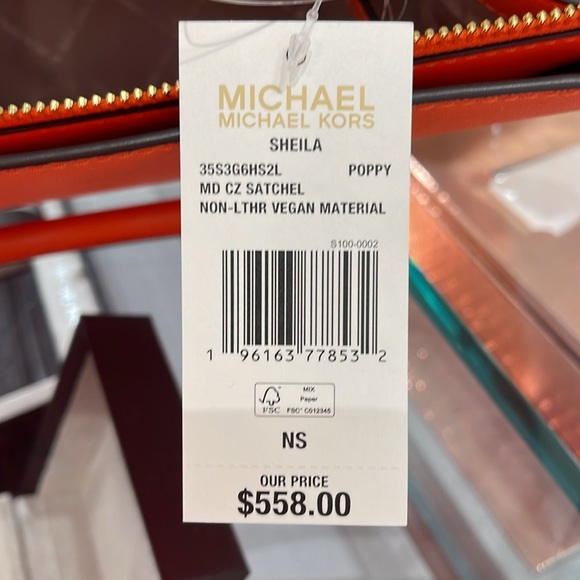 MICHAEL
MICHAEL KORS
SHEILA
35S3G6HS2L POPPY
MD CZ SATCHEL
NON-LTHR VEGAN MATERIAL
S100-0002
1 96163 77853 2
FSC
MIX
Paper
FSC® C012345
NS
OUR PRICE
$558.00